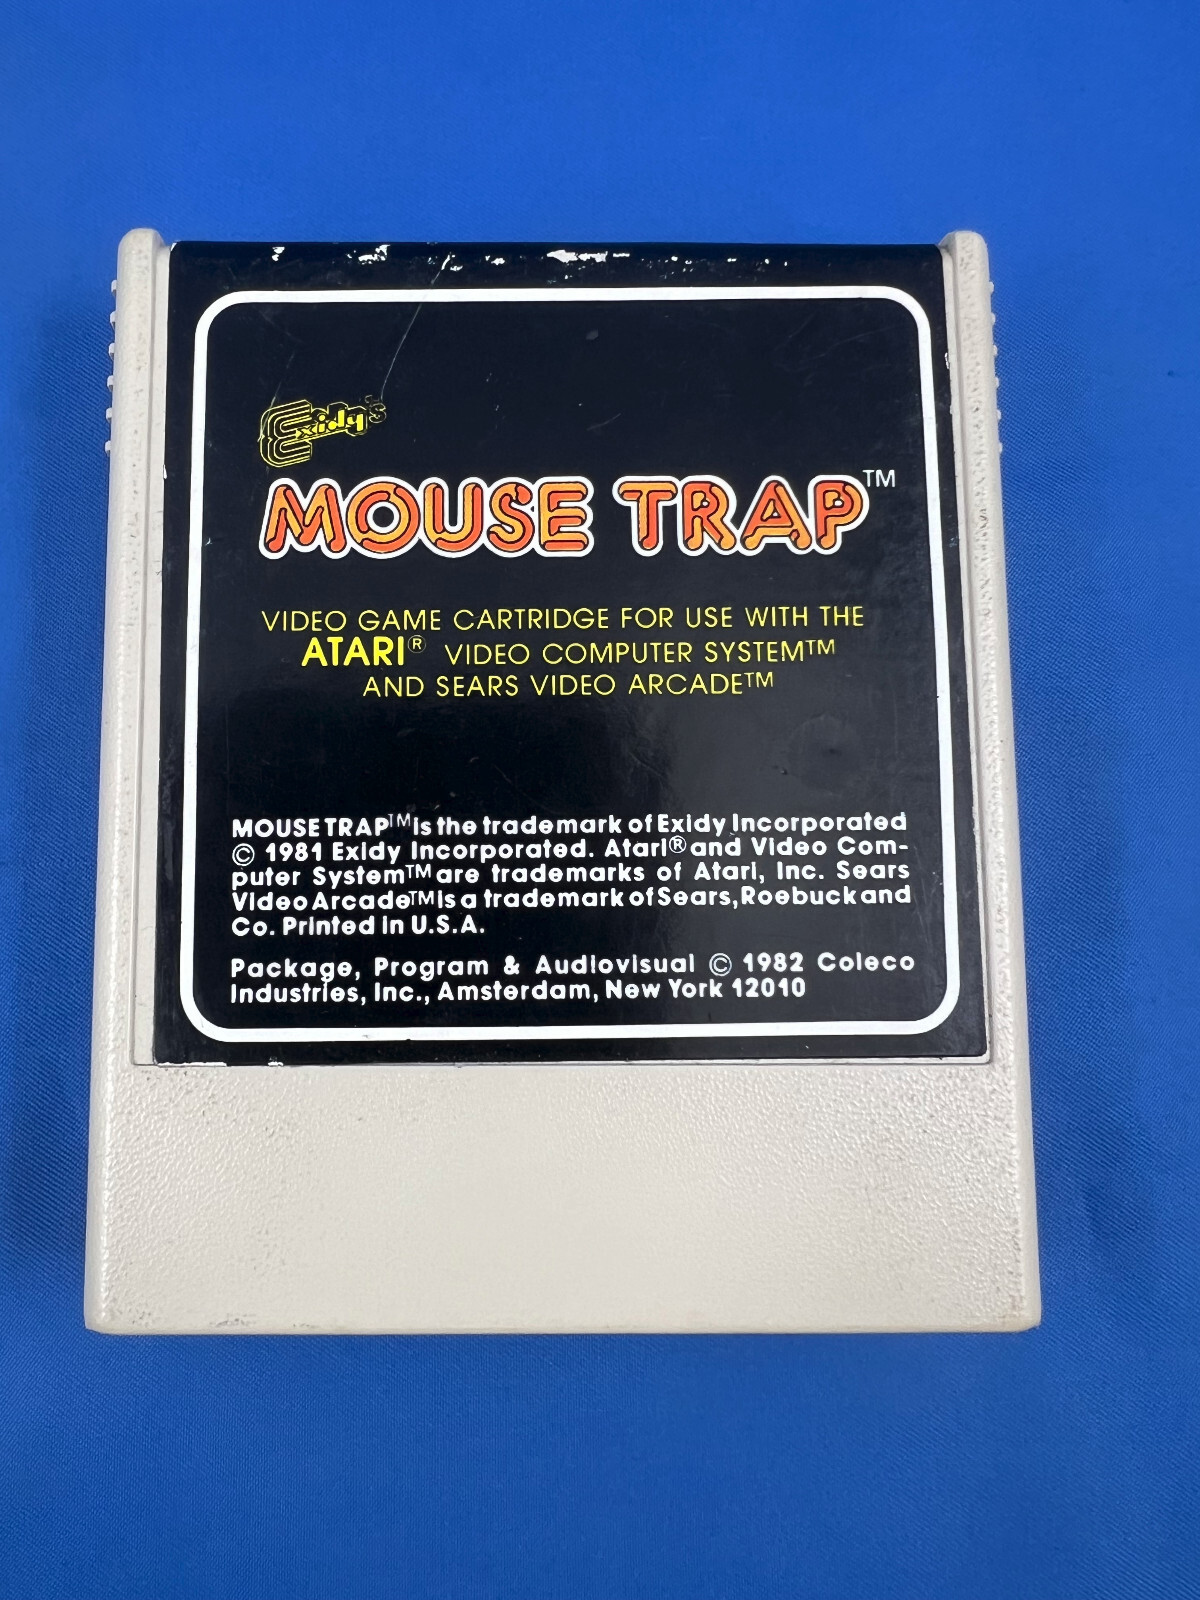 Exidy's
MOUSE TRAP™
VIDEO GAME CARTRIDGE FOR USE WITH THE
ATARI® VIDEO COMPUTER SYSTEM™
AND SEARS VIDEO ARCADE™
MOUSE TRAP™ is the trademark of Exidy Incorporated
© 1981 Exidy Incorporated. Atari® and Video Com-
puter System™ are trademarks of Atari, Inc. Sears
Video Arcade™ is a trademark of Sears, Roebuck and
Co. Printed in U.S.A.
Package, Program & Audiovisual © 1982 Coleco
Industries, Inc., Amsterdam, New York 12010